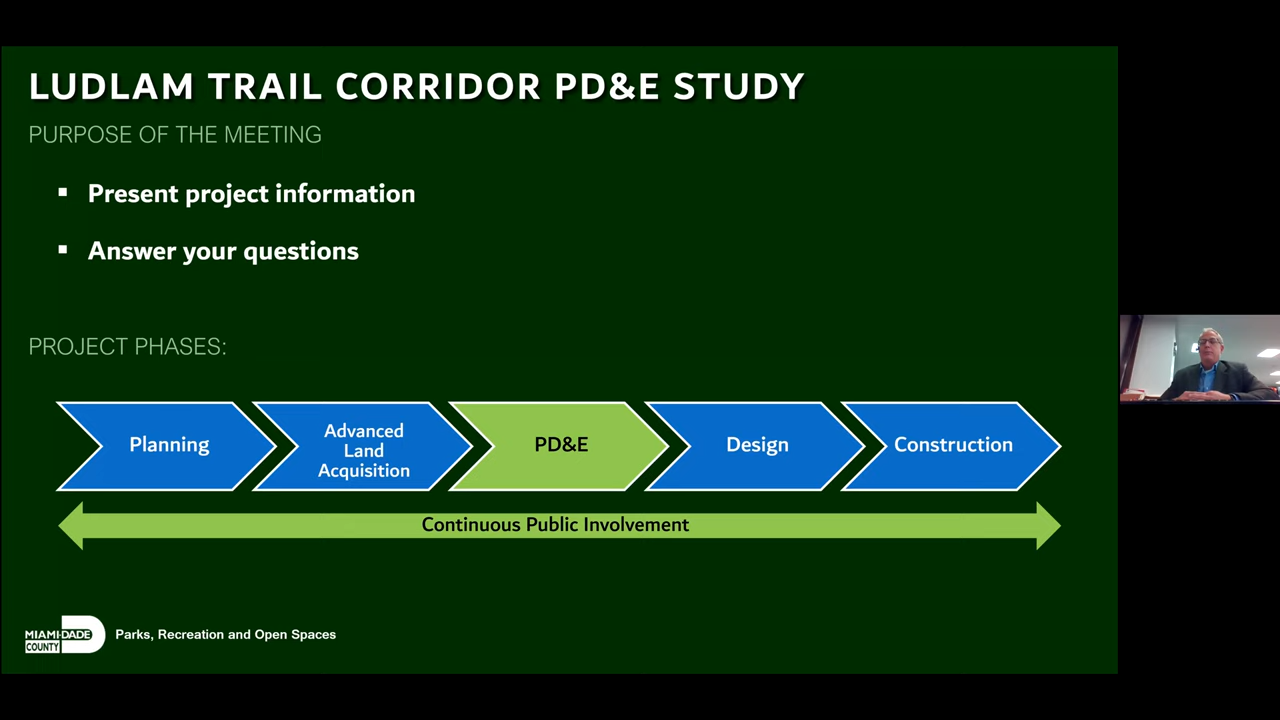 LUDLAM TRAIL CORRIDOR PD&E STUDY
PURPOSE OF THE MEETING
▪ Present project information
▪ Answer your questions
PROJECT PHASES:
Planning
Advanced
Land
Acquisition
PD&E
Design
Construction
Continuous Public Involvement
MIAMI-DADE
COUNTY
Parks, Recreation and Open Spaces